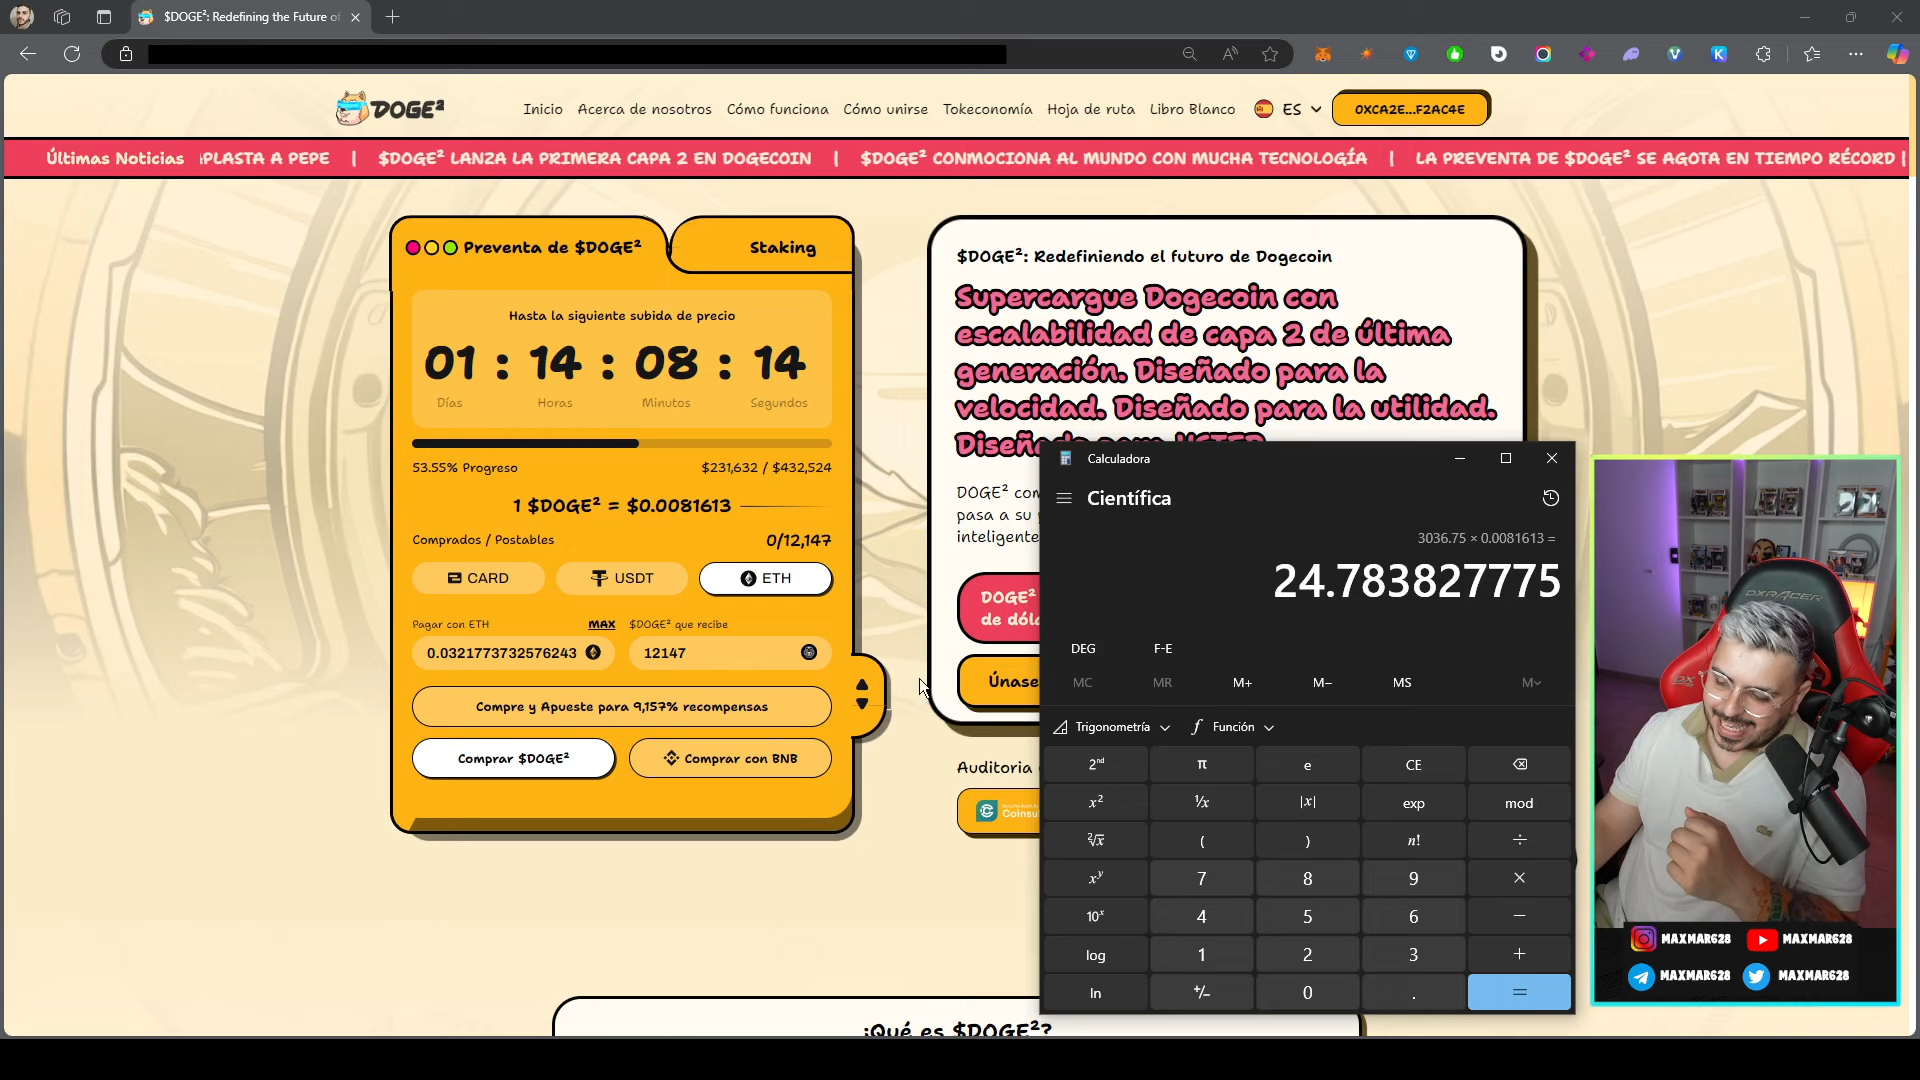 $DOGE²: Redefining the Future of
DOGE²
Inicio Acerca de nosotros Cómo funciona Cómo unirse Tokeconomía Hoja de ruta Libro Blanco ES 0XCA2E...F2AC4E
Últimas Noticias PLASTA A PEPE | $DOGE² LANZA LA PRIMERA CAPA 2 EN DOGECOIN | $DOGE² CONMOCIONA AL MUNDO CON MUCHA TECNOLOGÍA | LA PREVENTA DE $DOGE² SE AGOTA EN TIEMPO RÉCORD |
Preventa de $DOGE²
Staking
Hasta la siguiente subida de precio
01 : 14 : 08 : 14
Días Horas Minutos Segundos
53.55% Progreso $231,632 / $432,524
1 $DOGE² = $0.0081613
Comprados / Postables 0/12,147
CARD USDT ETH
Pagar con ETH MAX $DOGE² que recibe
0.0321773732576243 12147
Compre y Apueste para 9,157% recompensas
Comprar $DOGE² Comprar con BNB
$DOGE²: Redefiniendo el futuro de Dogecoin
Supercargue Dogecoin con
escalabilidad de capa 2 de última
generación. Diseñado para la
velocidad. Diseñado para la utilidad.
DOGE² con
pasa a su
inteligente
DOGE²
de dóla
Únase
Auditoria
Coinsul
¿Qué es $DOGE²?
Calculadora
Científica
3036.75 × 0.0081613 =
24.783827775
DEG F-E
MC MR M+ M− MS M
Trigonometría Función
2ⁿᵈ π e CE
x² ¹/x |x| exp mod
²√x ( ) n! ÷
xʸ 7 8 9 ×
10ˣ 4 5 6 −
log 1 2 3 +
ln +/− 0 . =
DXRACER
MAXMAR628 MAXMAR628
MAXMAR628 MAXMAR628